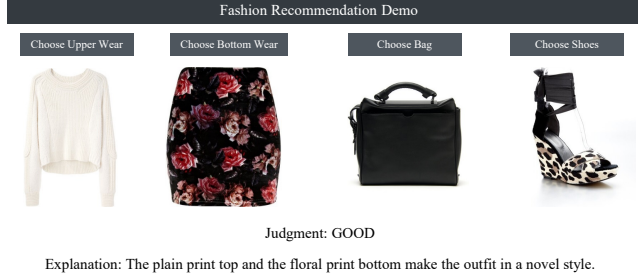 Fashion Recommendation Demo
Choose Upper Wear
Choose Bottom Wear
Choose Bag
Choose Shoes
Judgment: GOOD
Explanation: The plain print top and the floral print bottom make the outfit in a novel style.